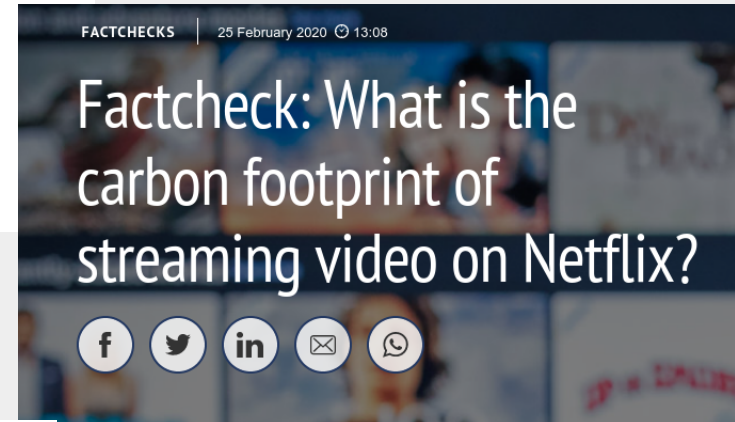 FACTCHECKS | 25 February 2020 13:08
Factcheck: What is the
carbon footprint of
streaming video on Netflix?